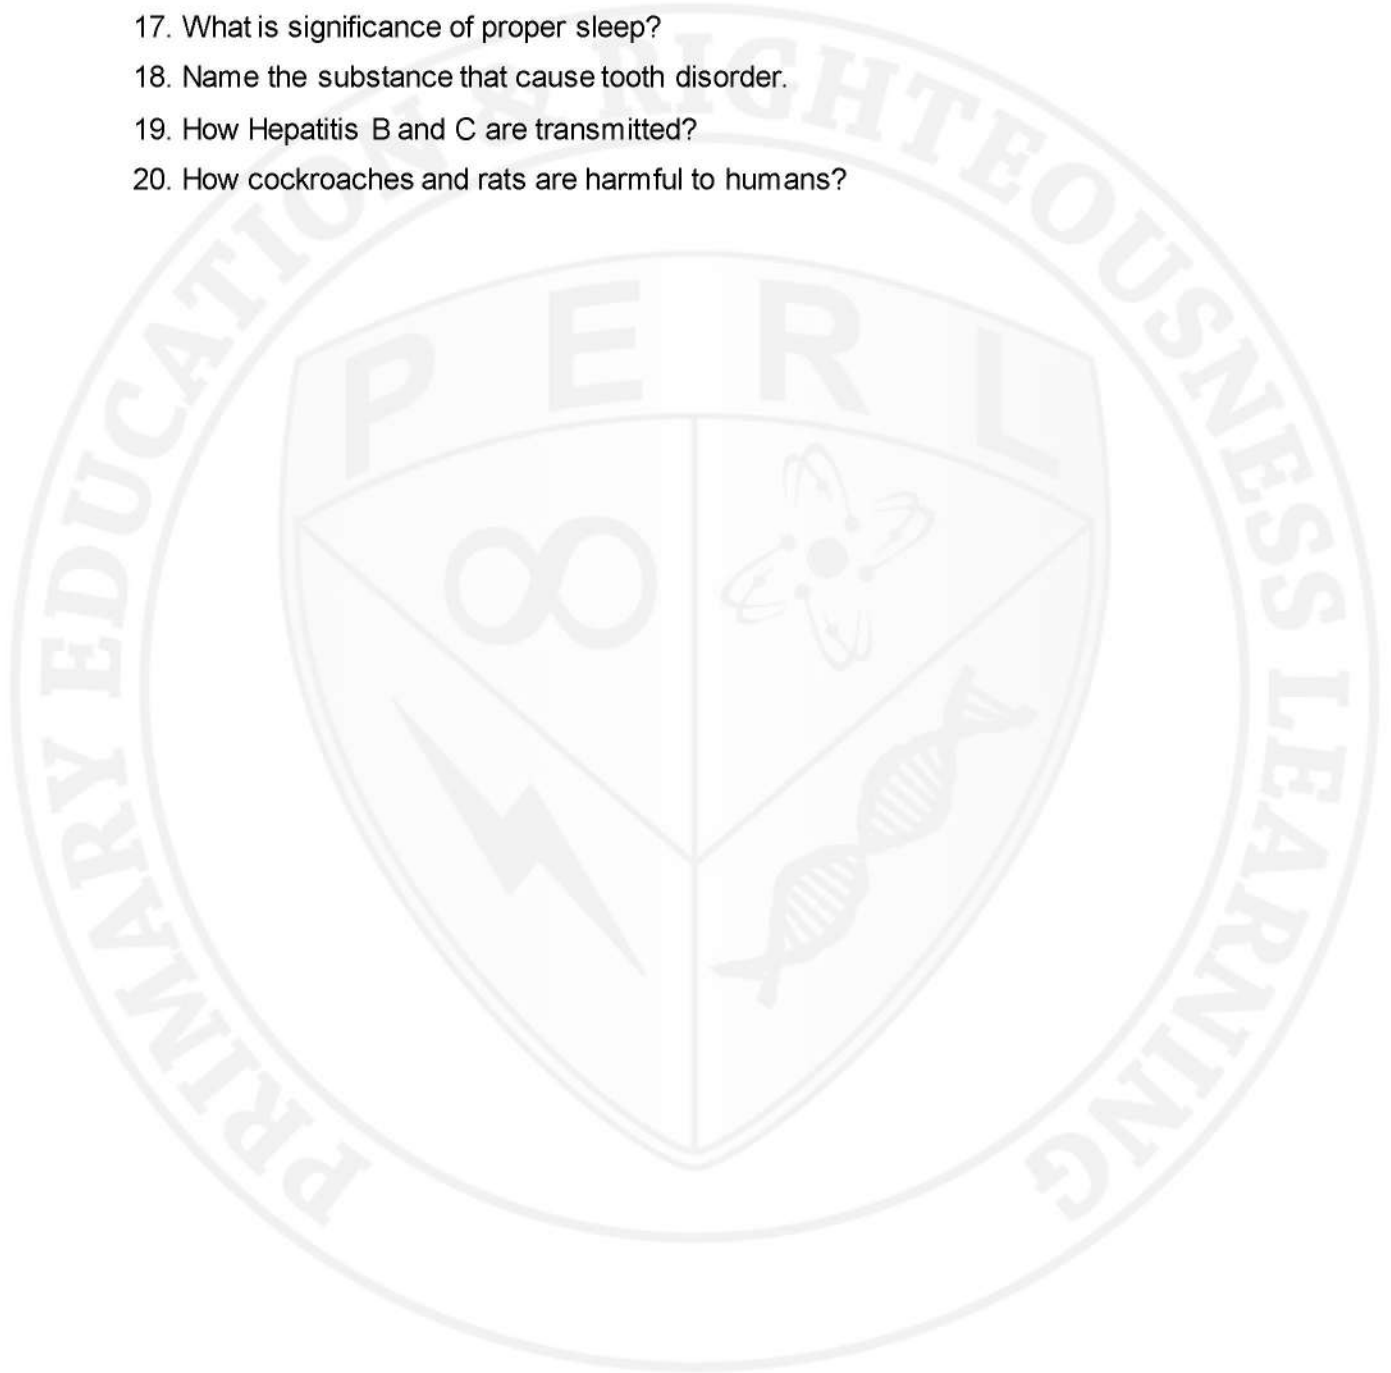 17. What is significance of proper sleep?
18. Name the substance that cause tooth disorder.
19. How Hepatitis B and C are transmitted?
20. How cockroaches and rats are harmful to humans?
PRIMARY EDUCATION & RIGHTEOUSNESS LEARNING
P E R L